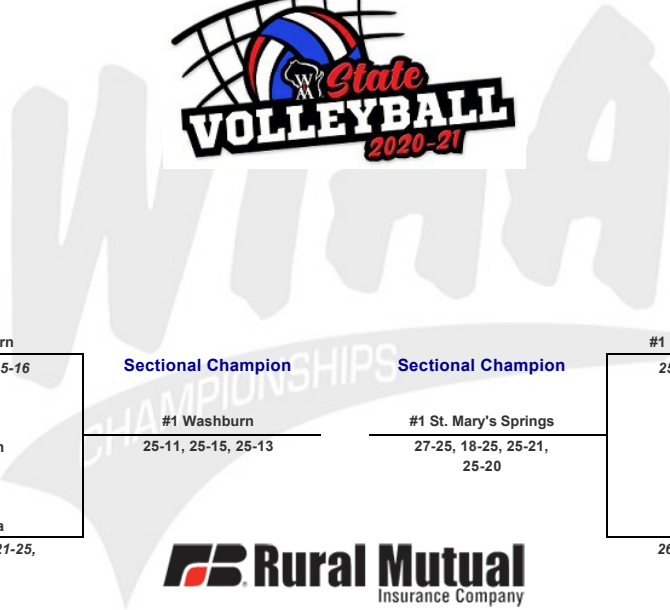 State
VOLLEYBALL
2020-21
WIAA
CHAMPIONSHIPS
rn
#1
5-16
Sectional Champion
Sectional Champion
25
#1 Washburn
#1 St. Mary's Springs
25-11, 25-15, 25-13
27-25, 18-25, 25-21,
25-20
a
21-25,
26
Rural Mutual
Insurance Company